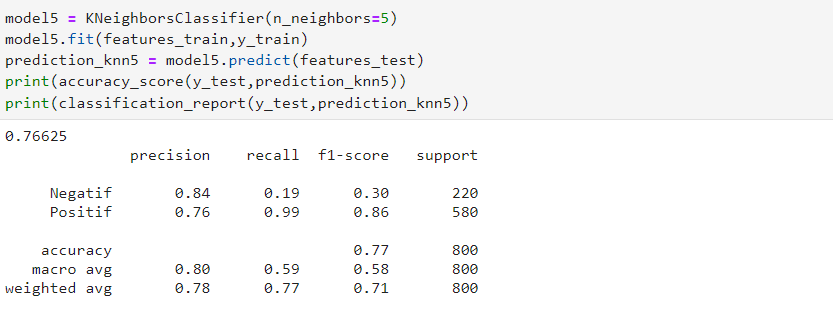 model5 = KNeighborsClassifier(n_neighbors=5)
model5.fit(features_train,y_train)
prediction_knn5 = model5.predict(features_test)
print(accuracy_score(y_test,prediction_knn5))
print(classification_report(y_test,prediction_knn5))
0.76625
precision recall f1-score support
Negatif 0.84 0.19 0.30 220
Positif 0.76 0.99 0.86 580
accuracy 0.77 800
macro avg 0.80 0.59 0.58 800
weighted avg 0.78 0.77 0.71 800